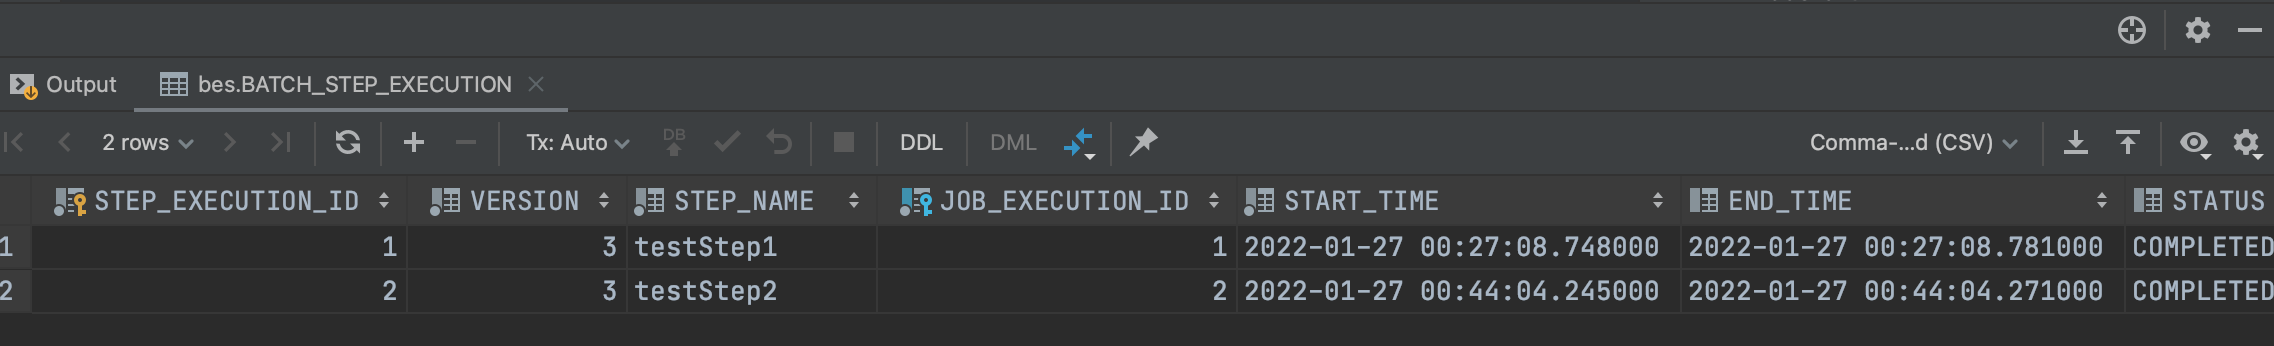 Output bes.BATCH_STEP_EXECUTION
2 rows Tx: Auto DB DDL DML Comma-...d (CSV)
STEP_EXECUTION_ID VERSION STEP_NAME JOB_EXECUTION_ID START_TIME END_TIME STATUS
1 1 3 testStep1 1 2022-01-27 00:27:08.748000 2022-01-27 00:27:08.781000 COMPLETED
2 2 3 testStep2 2 2022-01-27 00:44:04.245000 2022-01-27 00:44:04.271000 COMPLETED